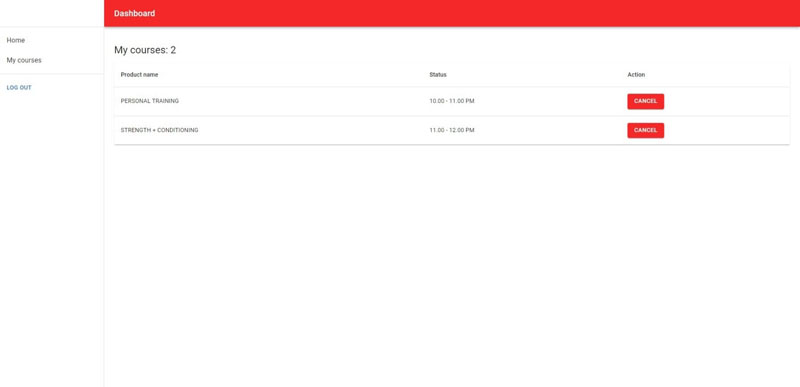 Dashboard
Home
My courses
LOG OUT
My courses: 2
Product name Status Action
PERSONAL TRAINING 10.00 - 11.00 PM CANCEL
STRENGTH + CONDITIONING 11.00 - 12.00 PM CANCEL